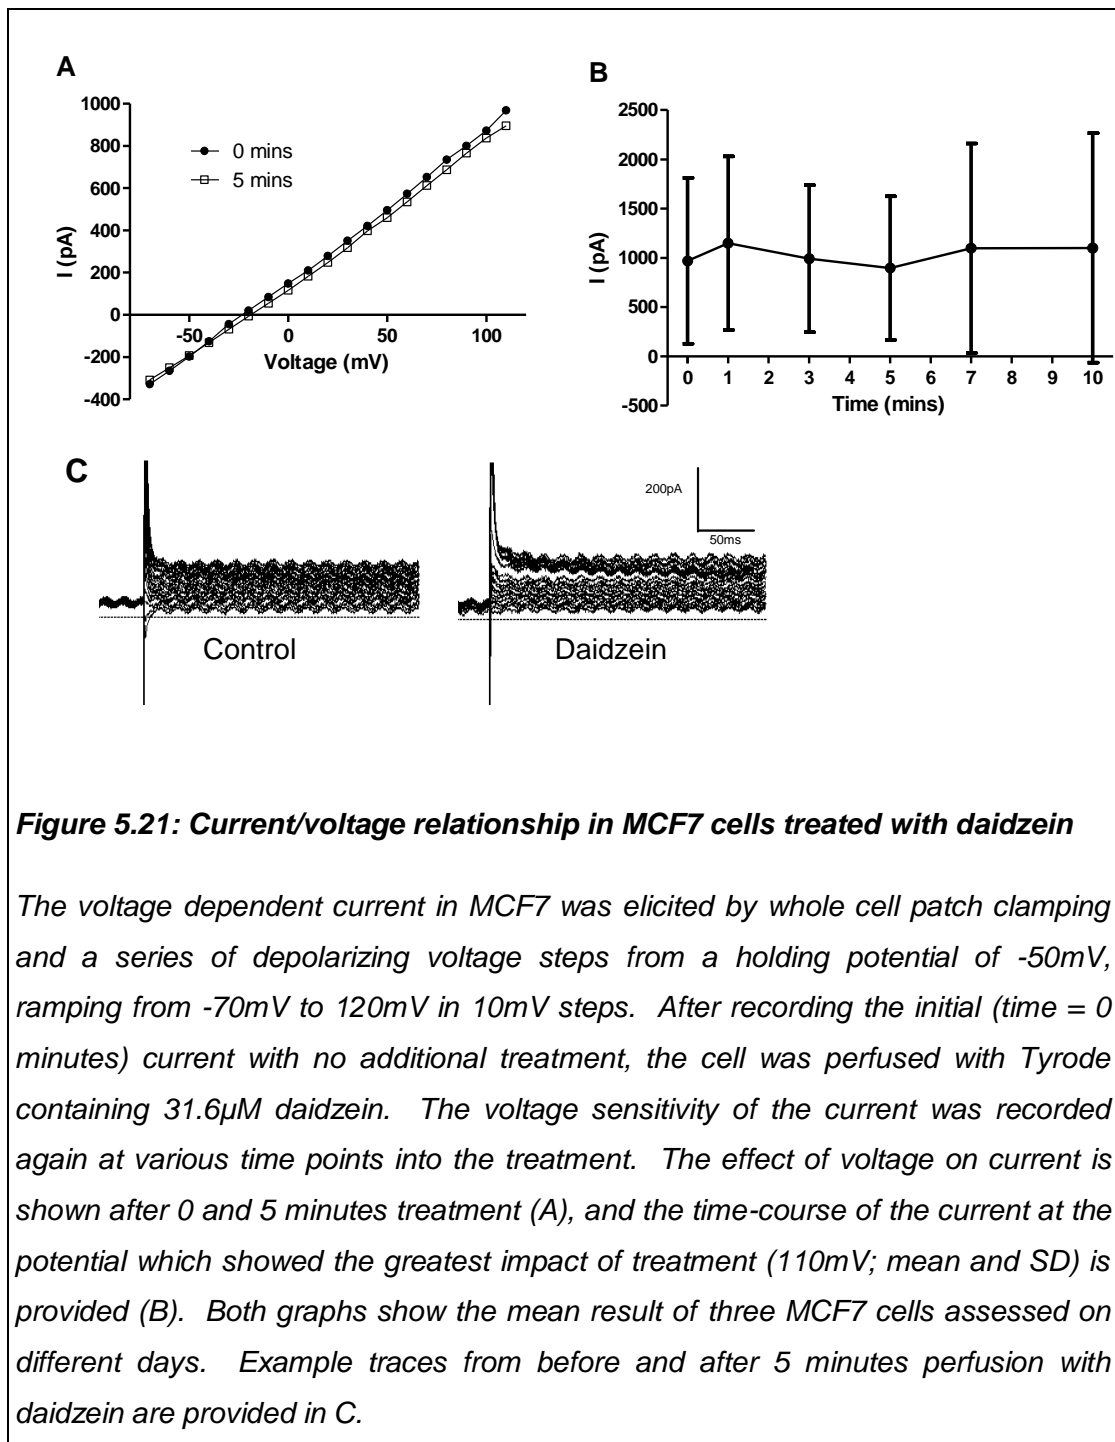 A
1000
800
600
400
200
0
-200
-400
0 mins
5 mins
I (pA)
-50
0
50
100
Voltage (mV)
B
2500
2000
1500
1000
500
0
-500
I (pA)
0 1 2 3 4 5 6 7 8 9 10
Time (mins)
C
Control
Daidzein
200pA
50ms
Figure 5.21: Current/voltage relationship in MCF7 cells treated with daidzein
The voltage dependent current in MCF7 was elicited by whole cell patch clamping
and a series of depolarizing voltage steps from a holding potential of -50mV,
ramping from -70mV to 120mV in 10mV steps. After recording the initial (time = 0
minutes) current with no additional treatment, the cell was perfused with Tyrode
containing 31.6µM daidzein. The voltage sensitivity of the current was recorded
again at various time points into the treatment. The effect of voltage on current is
shown after 0 and 5 minutes treatment (A), and the time-course of the current at the
potential which showed the greatest impact of treatment (110mV; mean and SD) is
provided (B). Both graphs show the mean result of three MCF7 cells assessed on
different days. Example traces from before and after 5 minutes perfusion with
daidzein are provided in C.